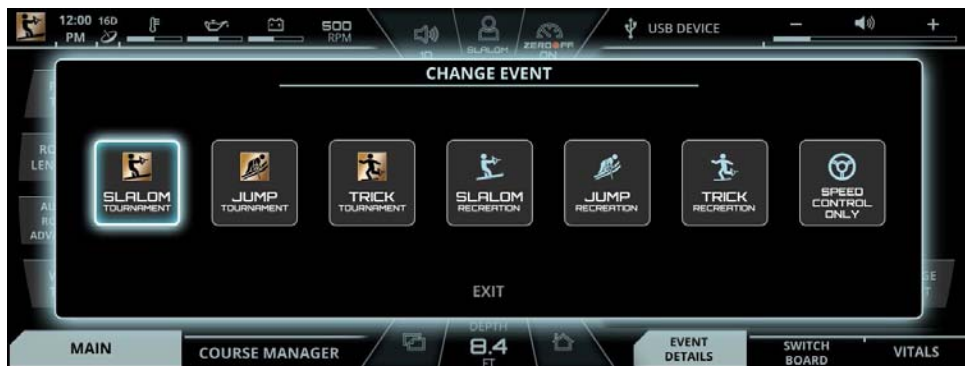 12:00 16D
PM
500
RPM
10
SLALOM
ZERO OFF
ON
USB DEVICE
CHANGE EVENT
SLALOM
TOURNAMENT
JUMP
TOURNAMENT
TRICK
TOURNAMENT
SLALOM
RECREATION
JUMP
RECREATION
TRICK
RECREATION
SPEED
CONTROL
ONLY
EXIT
MAIN
COURSE MANAGER
DEPTH
8.4
FT
EVENT
DETAILS
SWITCH
BOARD
VITALS